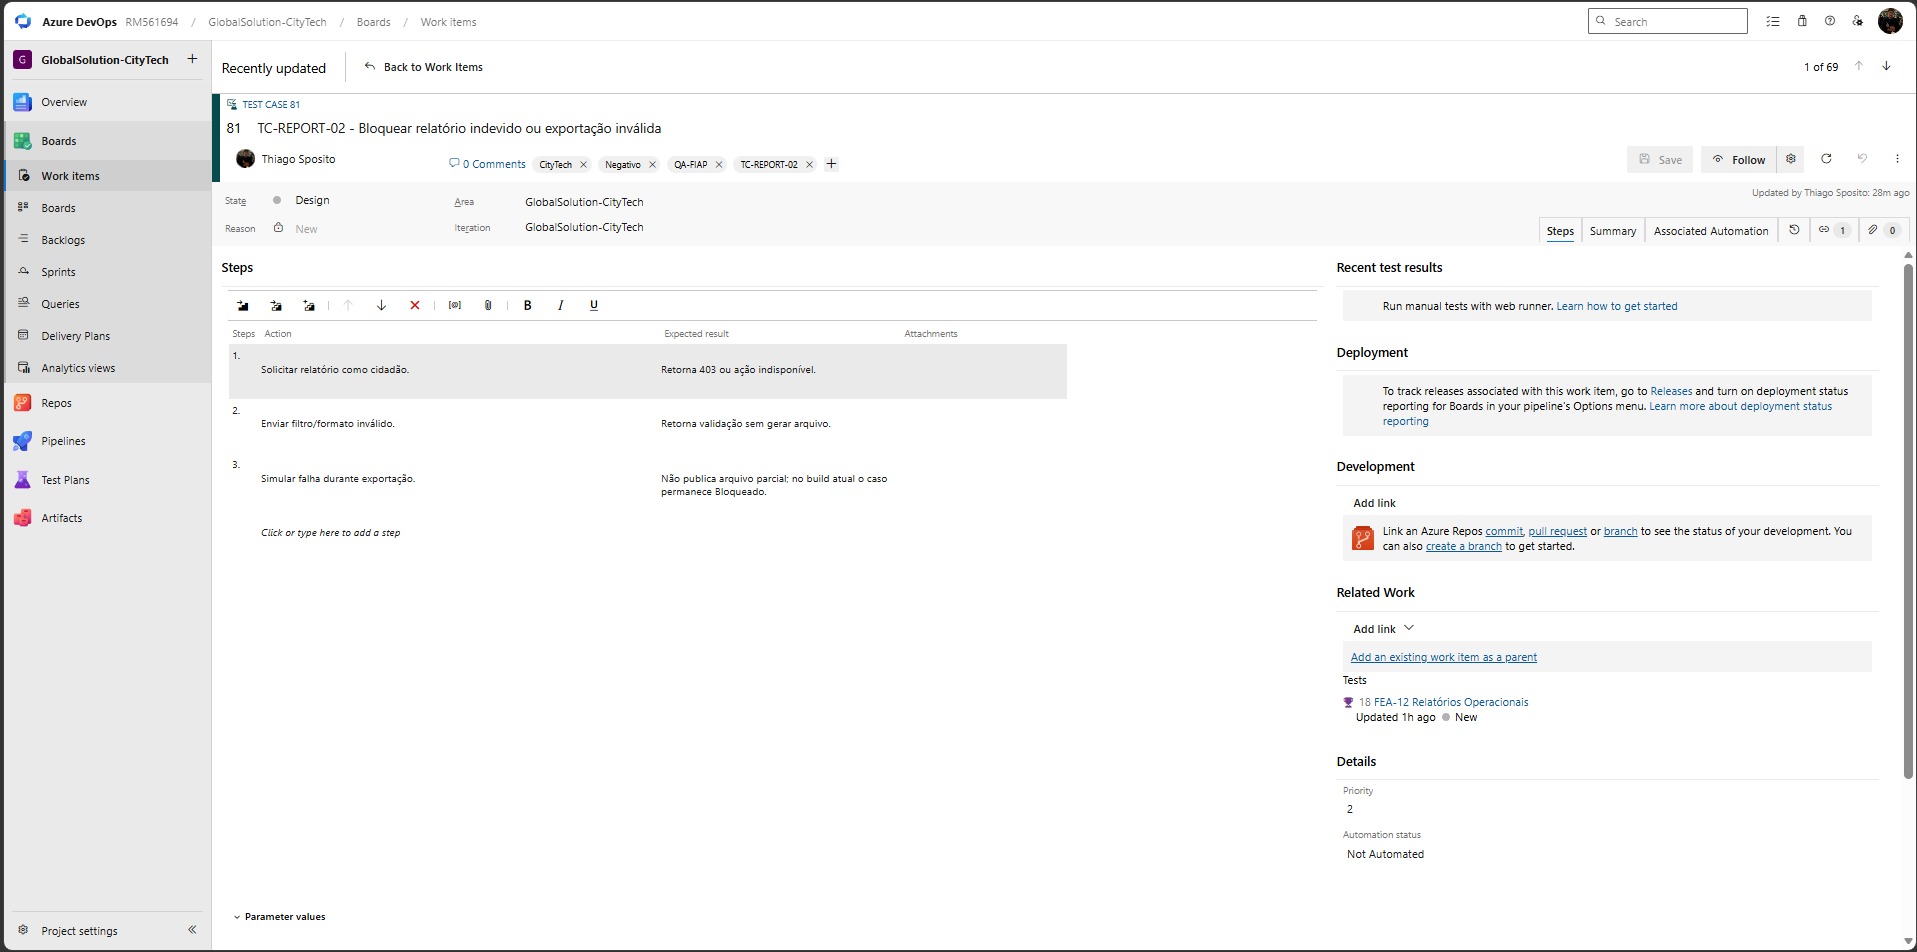 Azure DevOps RM561694 / GlobalSolution-CityTech / Boards / Work items
Search
G GlobalSolution-CityTech +
Overview
Boards
Work items
Boards
Backlogs
Sprints
Queries
Delivery Plans
Analytics views
Repos
Pipelines
Test Plans
Artifacts
Project settings
Recently updated
Back to Work Items
1 of 69
TEST CASE 81
81 TC-REPORT-02 - Bloquear relatório indevido ou exportação inválida
Thiago Sposito
0 Comments
CityTech
Negativo
QA-FIAP
TC-REPORT-02
Save
Follow
State
Design
Area
GlobalSolution-CityTech
Updated by Thiago Sposito: 28m ago
Reason
New
Iteration
GlobalSolution-CityTech
Steps
Summary
Associated Automation
1
0
Steps
B I U
Steps Action Expected result Attachments
1.
Solicitar relatório como cidadão.
Retorna 403 ou ação indisponível.
2.
Enviar filtro/formato inválido.
Retorna validação sem gerar arquivo.
3.
Simular falha durante exportação.
Não publica arquivo parcial; no build atual o caso
permanece Bloqueado.
Click or type here to add a step
Parameter values
Recent test results
Run manual tests with web runner. Learn how to get started
Deployment
To track releases associated with this work item, go to Releases and turn on deployment status
reporting for Boards in your pipeline's Options menu. Learn more about deployment status
reporting
Development
Add link
Link an Azure Repos commit, pull request or branch to see the status of your development. You
can also create a branch to get started.
Related Work
Add link
Add an existing work item as a parent
Tests
18 FEA-12 Relatórios Operacionais
Updated 1h ago New
Details
Priority
2
Automation status
Not Automated